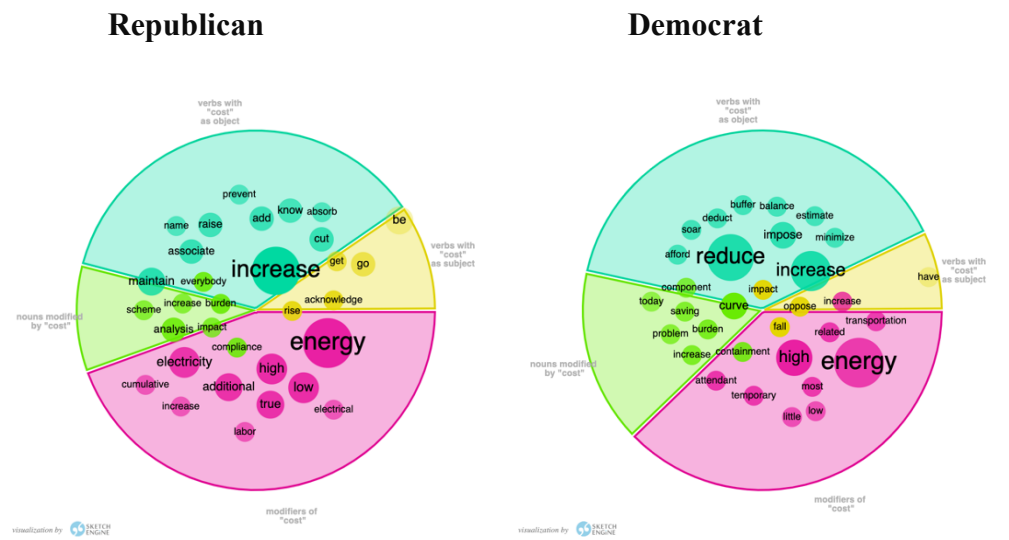 Republican
Democrat
verbs with
"cost"
as object
prevent
name
raise
add
know
absorb
associate
cut
be
increase
get
go
verbs with
"cost"
as subject
maintain
everybody
scheme
increase
burden
acknowledge
rise
nouns modified
by "cost"
analysis
impact
compliance
energy
electricity
high
cumulative
additional
low
increase
true
electrical
labor
modifiers of
"cost"
visualization by
SKETCH
ENGINE
verbs with
"cost"
as object
buffer
balance
deduct
estimate
soar
impose
minimize
afford
reduce
increase
have
verbs with
"cost"
as subject
component
impact
today
saving
curve
oppose
increase
problem
burden
fall
related
transportation
nouns modified
by "cost"
increase
containment
high
energy
attendant
most
temporary
little
low
modifiers of
"cost"
visualization by
SKETCH
ENGINE